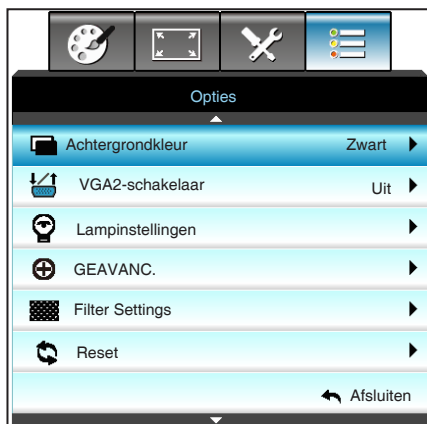 Opties
Achtergrondkleur Zwart
VGA2-schakelaar Uit
Lampinstellingen
GEAVANC.
Filter Settings
Reset
Afsluiten